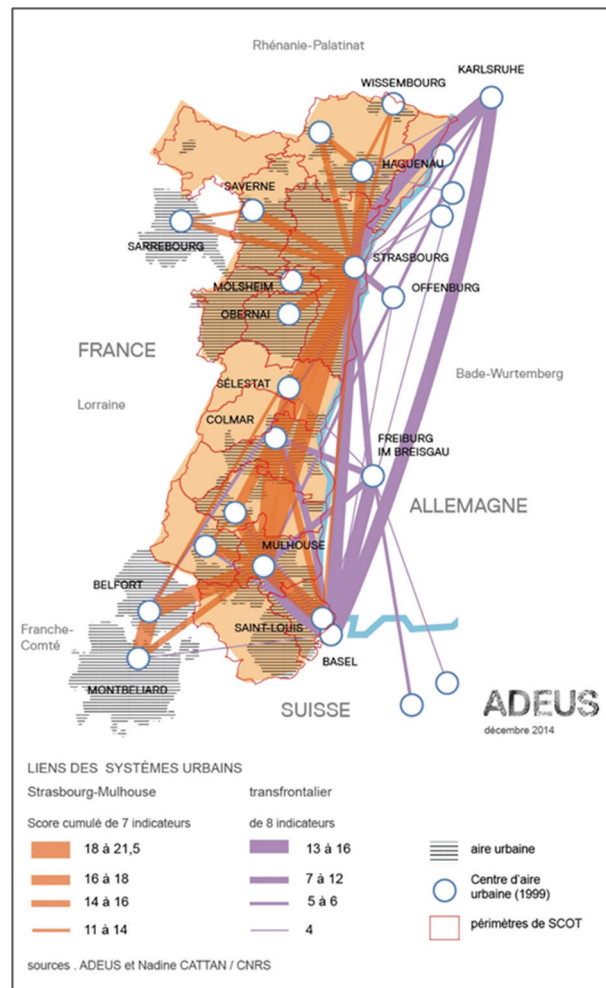 Rhénanie-Palatinat
KARLSRUHE
WISSEMBOURG
HAGUENAU
SAVERNE
SARREBOURG
STRASBOURG
MOLSHEIM
OFFENBURG
OBERNAI
FRANCE
Bade-Wurtemberg
SÉLESTAT
Lorraine
COLMAR
FREIBURG
IM BREISGAU
ALLEMAGNE
MULHOUSE
BELFORT
SAINT-LOUIS
Franche-
Comté
BASEL
MONTBELIARD
SUISSE
ADEUS
décembre 2014
LIENS DES SYSTÈMES URBAINS
Strasbourg-Mulhouse
Score cumulé de 7 indicateurs
18 à 21,5
16 à 18
14 à 16
11 à 14
transfrontalier
de 8 indicateurs
13 à 16
7 à 12
5 à 6
4
aire urbaine
Centre d'aire
urbaine (1999)
périmètres de SCOT
sources . ADEUS et Nadine CATTAN / CNRS